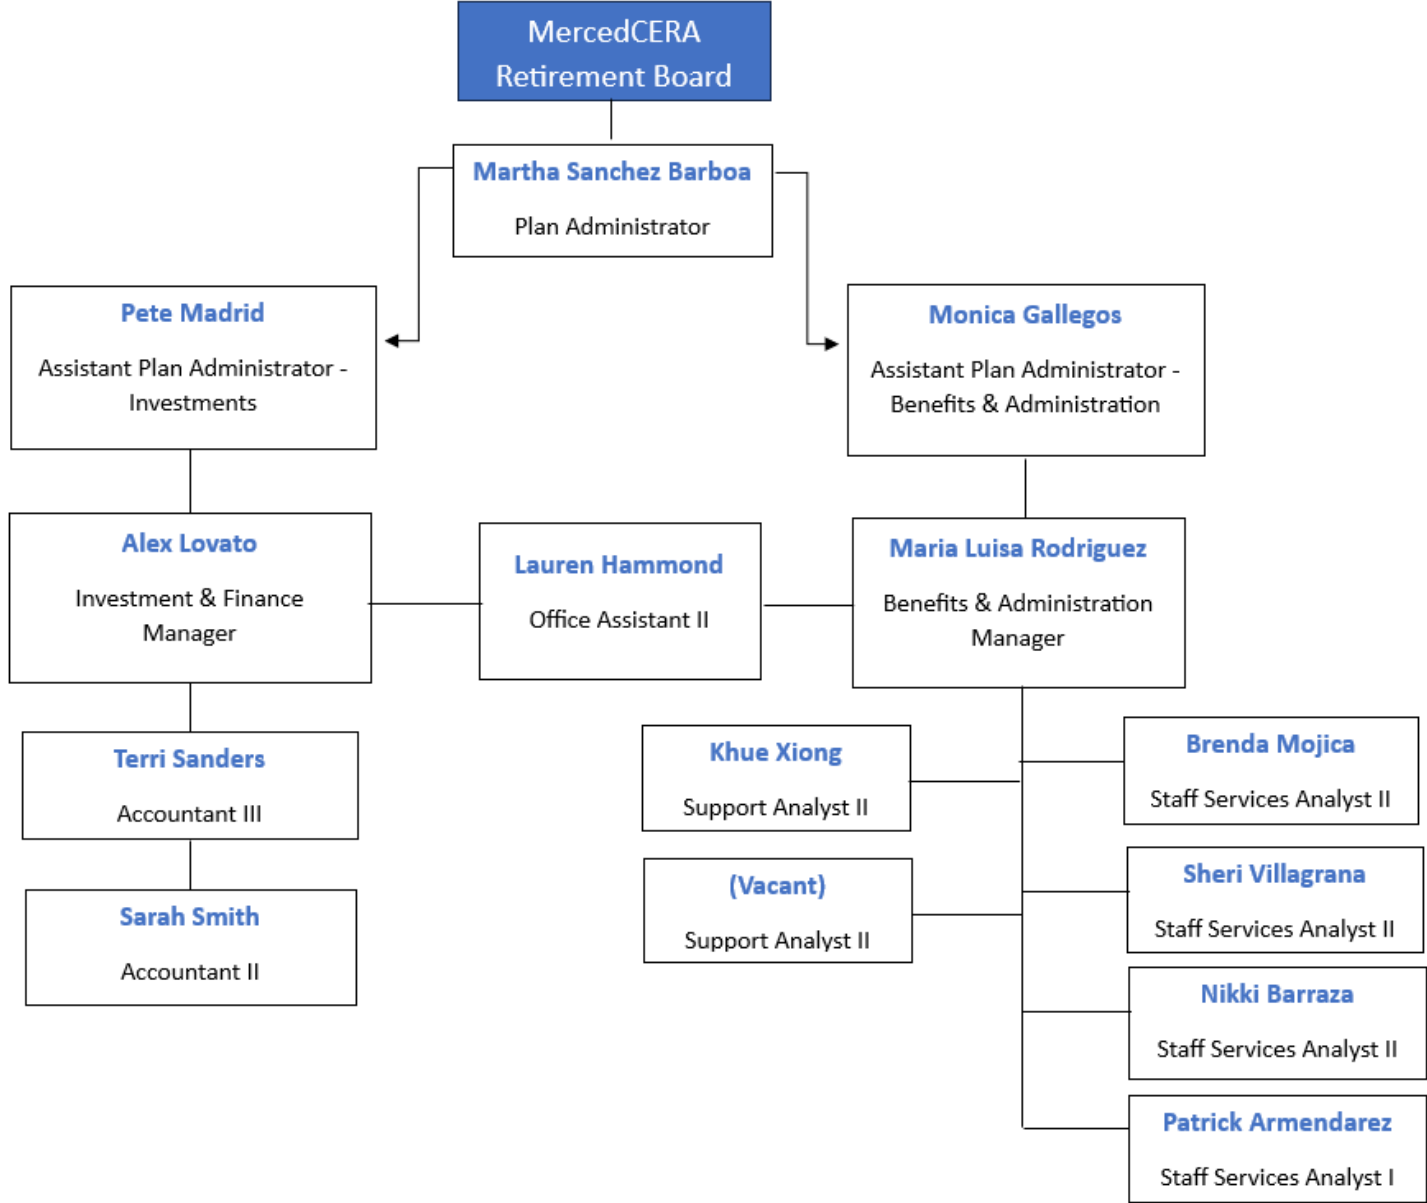 MercedCERA
Retirement Board
Martha Sanchez Barboa
Plan Administrator
Pete Madrid
Assistant Plan Administrator -
Investments
Monica Gallegos
Assistant Plan Administrator -
Benefits & Administration
Alex Lovato
Investment & Finance
Manager
Lauren Hammond
Office Assistant II
Maria Luisa Rodriguez
Benefits & Administration
Manager
Terri Sanders
Accountant III
Sarah Smith
Accountant II
Khue Xiong
Support Analyst II
(Vacant)
Support Analyst II
Brenda Mojica
Staff Services Analyst II
Sheri Villagrana
Staff Services Analyst II
Nikki Barraza
Staff Services Analyst II
Patrick Armendarez
Staff Services Analyst I